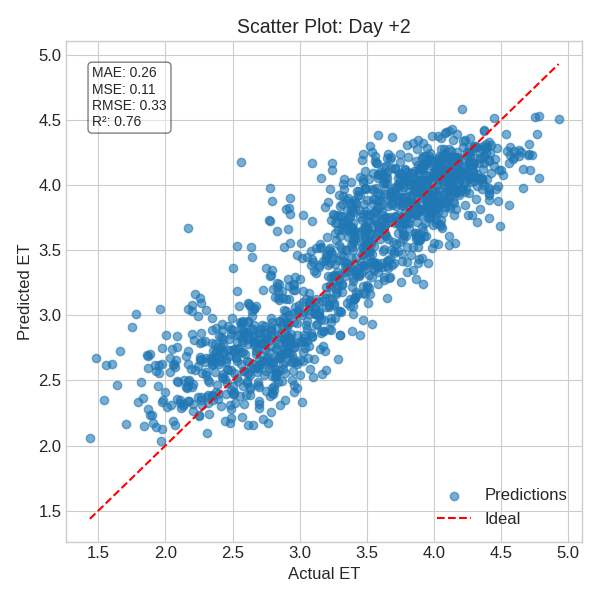 Scatter Plot: Day +2
MAE: 0.26
MSE: 0.11
RMSE: 0.33
R²: 0.76
Predicted ET
5.0
4.5
4.0
3.5
3.0
2.5
2.0
1.5
Predictions
Ideal
1.5 2.0 2.5 3.0 3.5 4.0 4.5 5.0
Actual ET